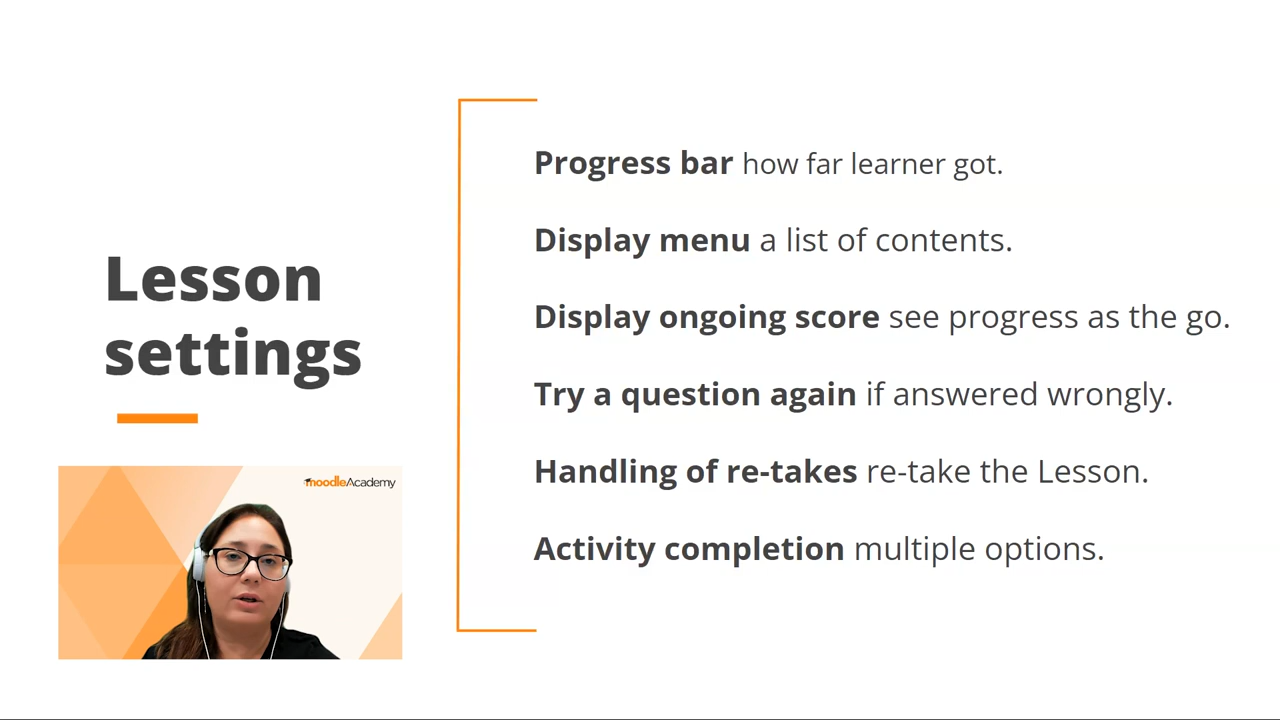 Lesson
settings
moodleAcademy
Progress bar how far learner got.
Display menu a list of contents.
Display ongoing score see progress as the go.
Try a question again if answered wrongly.
Handling of re-takes re-take the Lesson.
Activity completion multiple options.